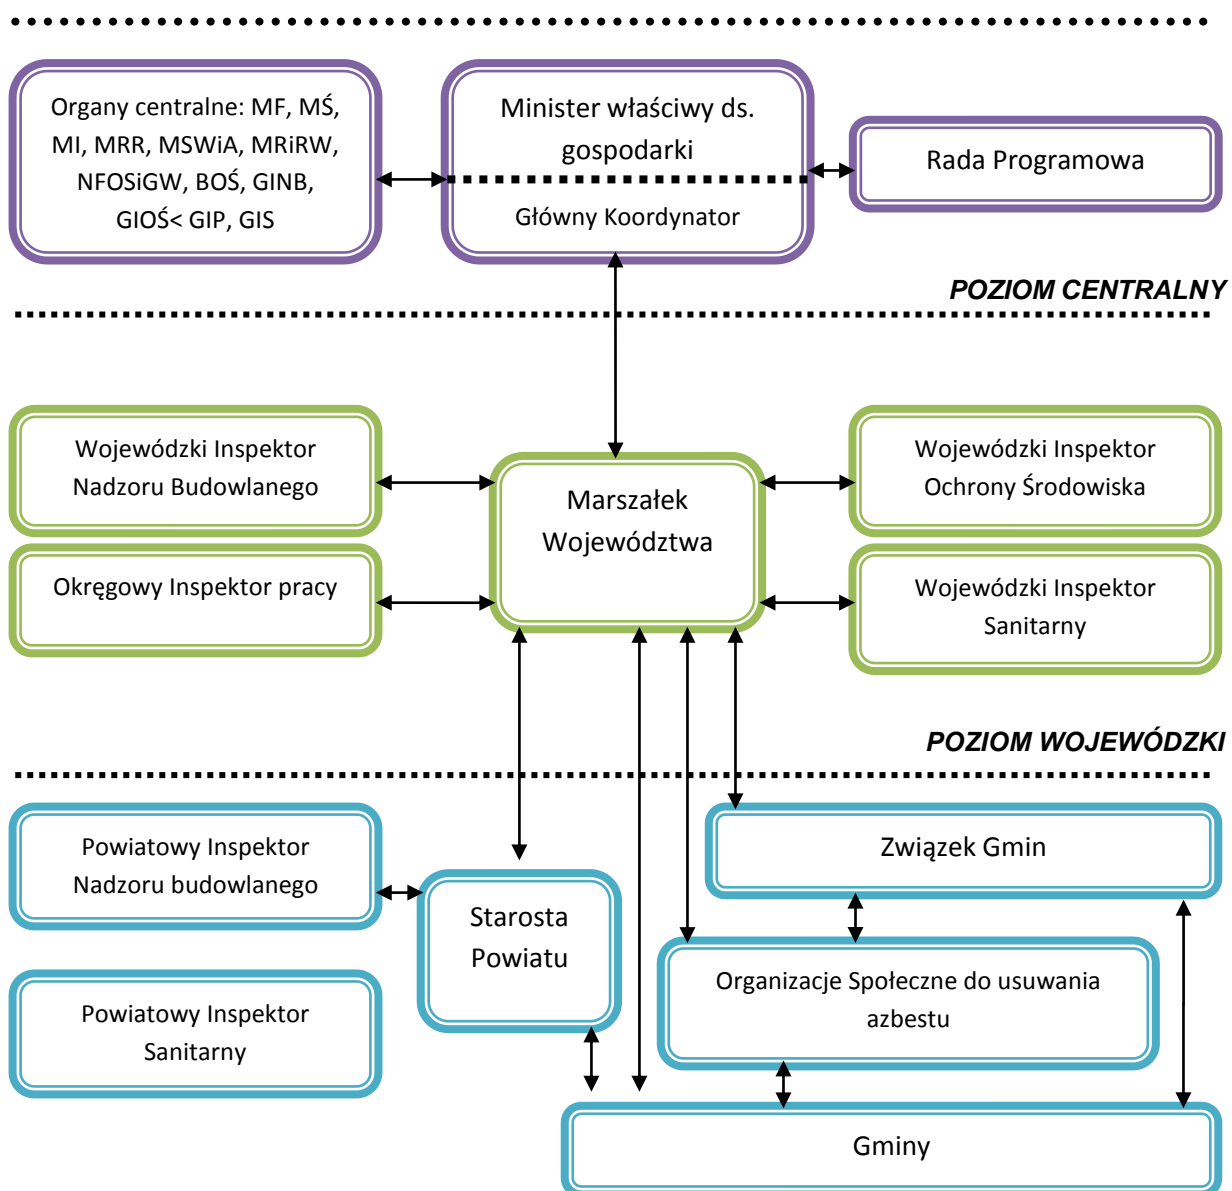 Organy centralne: MF, MŚ,
MI, MRR, MSWiA, MRiRW,
NFOSiGW, BOŚ, GINB,
GIOŚ< GIP, GIS
Minister właściwy ds.
gospodarki
Główny Koordynator
Rada Programowa
POZIOM CENTRALNY
Wojewódzki Inspektor
Nadzoru Budowlanego
Okręgowy Inspektor pracy
Marszałek
Województwa
Wojewódzki Inspektor
Ochrony Środowiska
Wojewódzki Inspektor
Sanitarny
POZIOM WOJEWÓDZKI
Powiatowy Inspektor
Nadzoru budowlanego
Powiatowy Inspektor
Sanitarny
Starosta
Powiatu
Związek Gmin
Organizacje Społeczne do usuwania
azbestu
Gminy